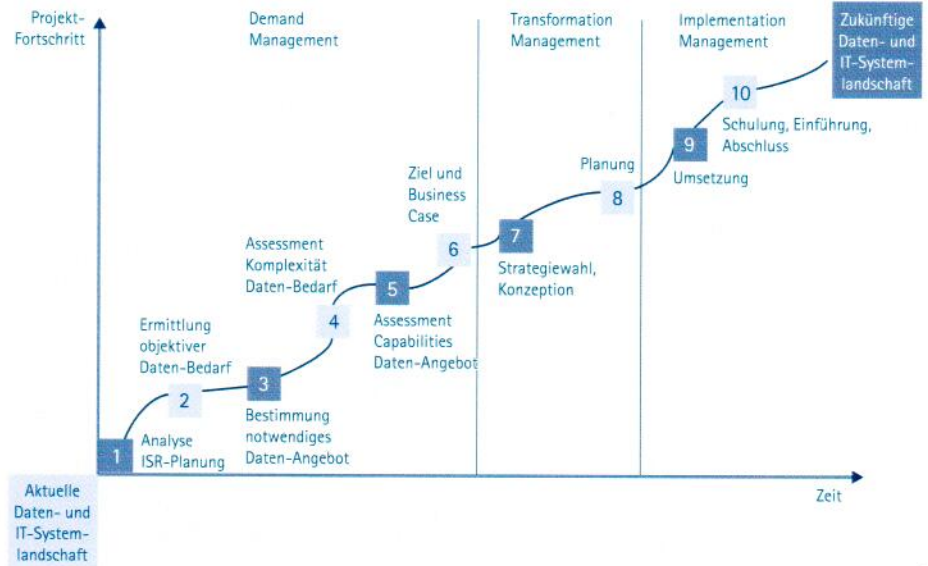 Projekt-
Fortschritt
Demand
Management
Transformation
Management
Implementation
Management
Zukünftige
Daten- und
IT-System-
landschaft
10
Schulung, Einführung,
Abschluss
9
Umsetzung
Planung
8
Ziel und
Business
Case
6
7
Strategiewahl,
Konzeption
Assessment
Komplexität
Daten-Bedarf
4
5
Assessment
Capabilities
Daten-Angebot
Ermittlung
objektiver
Daten-Bedarf
2
3
Bestimmung
notwendiges
Daten-Angebot
1
Analyse
ISR-Planung
Aktuelle
Daten- und
IT-System-
landschaft
Zeit